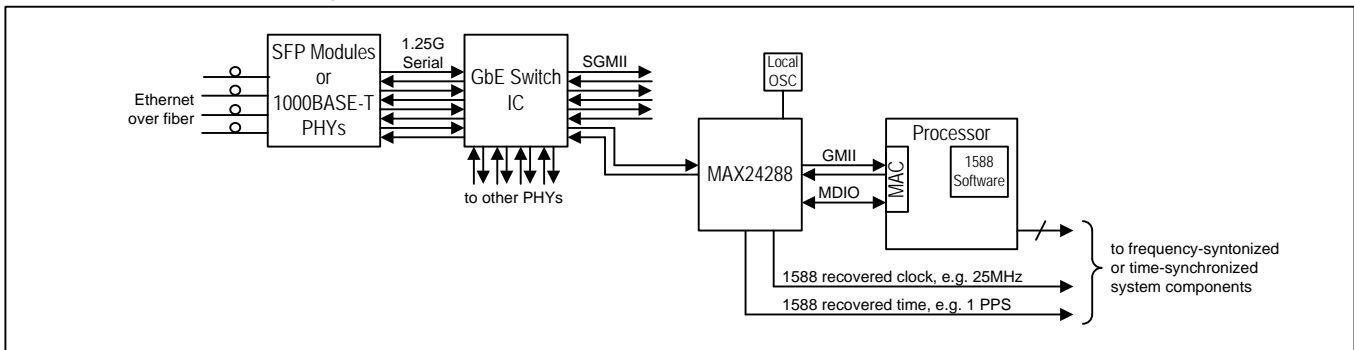 SFP Modules
or
1000BASE-T
PHYs
Ethernet
over fiber
1.25G
Serial
GbE Switch
IC
SGMII
to other PHYs
Local
OSC
MAX24288
GMII
MDIO
Processor
MAC
1588
Software
1588 recovered clock, e.g. 25MHz
1588 recovered time, e.g. 1 PPS
to frequency-syntonized
or time-synchronized
system components